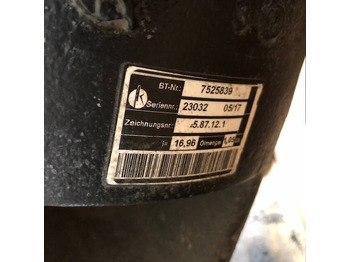 BT-Nr.: 7525839
k Seriennr.: 23032 05/17
Zeichnungsnr.: .5.87.12.1
i= 16,96 Ölmenge: